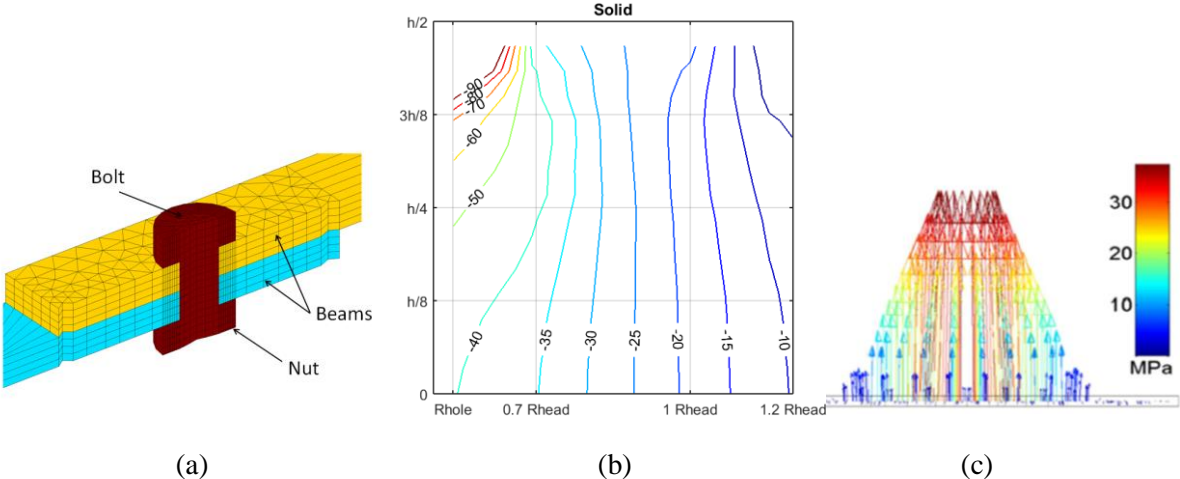 Bolt
Beams
Nut
(a)
Solid
h/2
3h/8
h/4
h/8
0
-90
-80
-70
-60
-50
-40
-35
-30
-25
-20
-15
-10
Rhole
0.7 Rhead
1 Rhead
1.2 Rhead
(b)
30
20
10
MPa
(c)